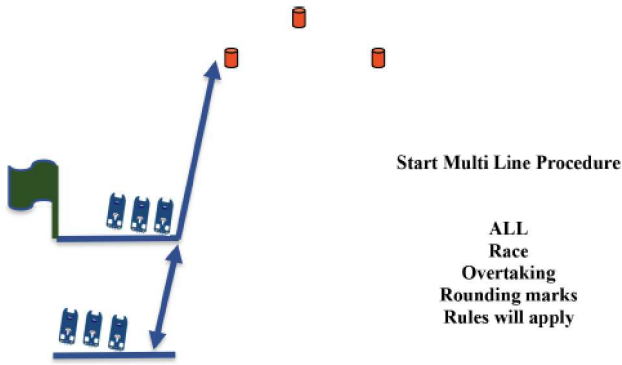 Start Multi Line Procedure
ALL
Race
Overtaking
Rounding marks
Rules will apply